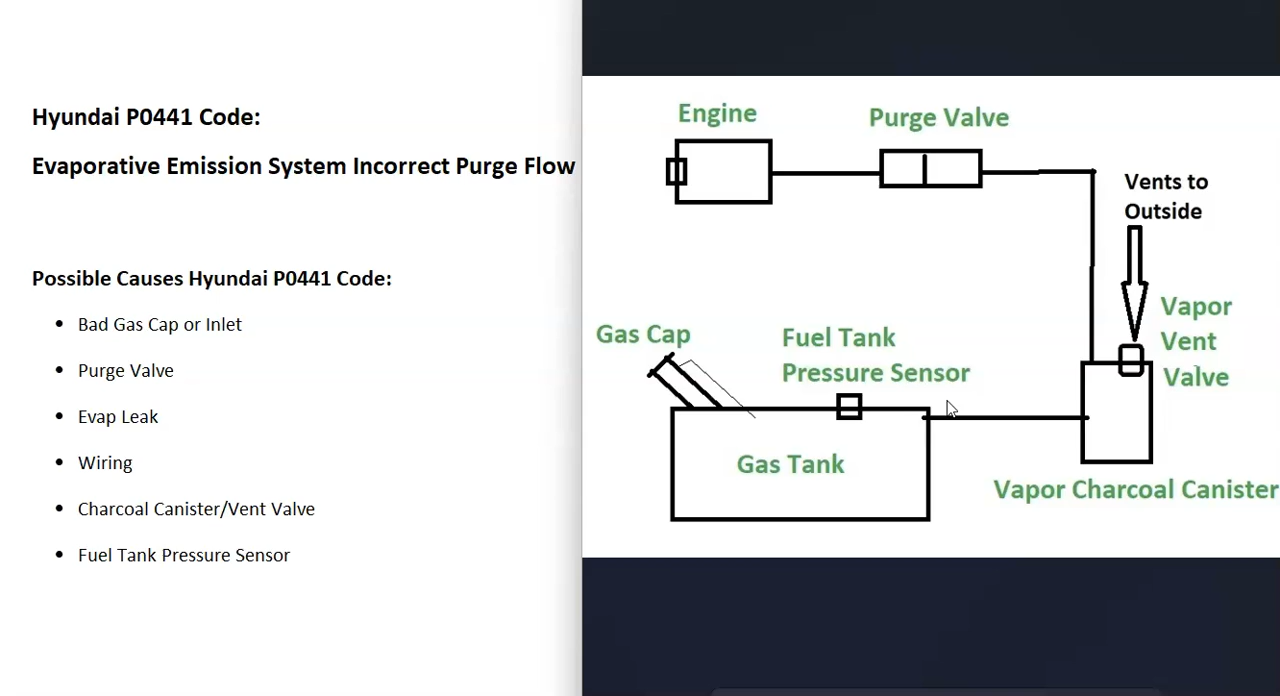 Hyundai P0441 Code:
Evaporative Emission System Incorrect Purge Flow
Possible Causes Hyundai P0441 Code:
Bad Gas Cap or Inlet
Purge Valve
Evap Leak
Wiring
Charcoal Canister/Vent Valve
Fuel Tank Pressure Sensor
Engine
Purge Valve
Vents to
Outside
Vapor
Vent
Valve
Gas Cap
Fuel Tank
Pressure Sensor
Gas Tank
Vapor Charcoal Canister